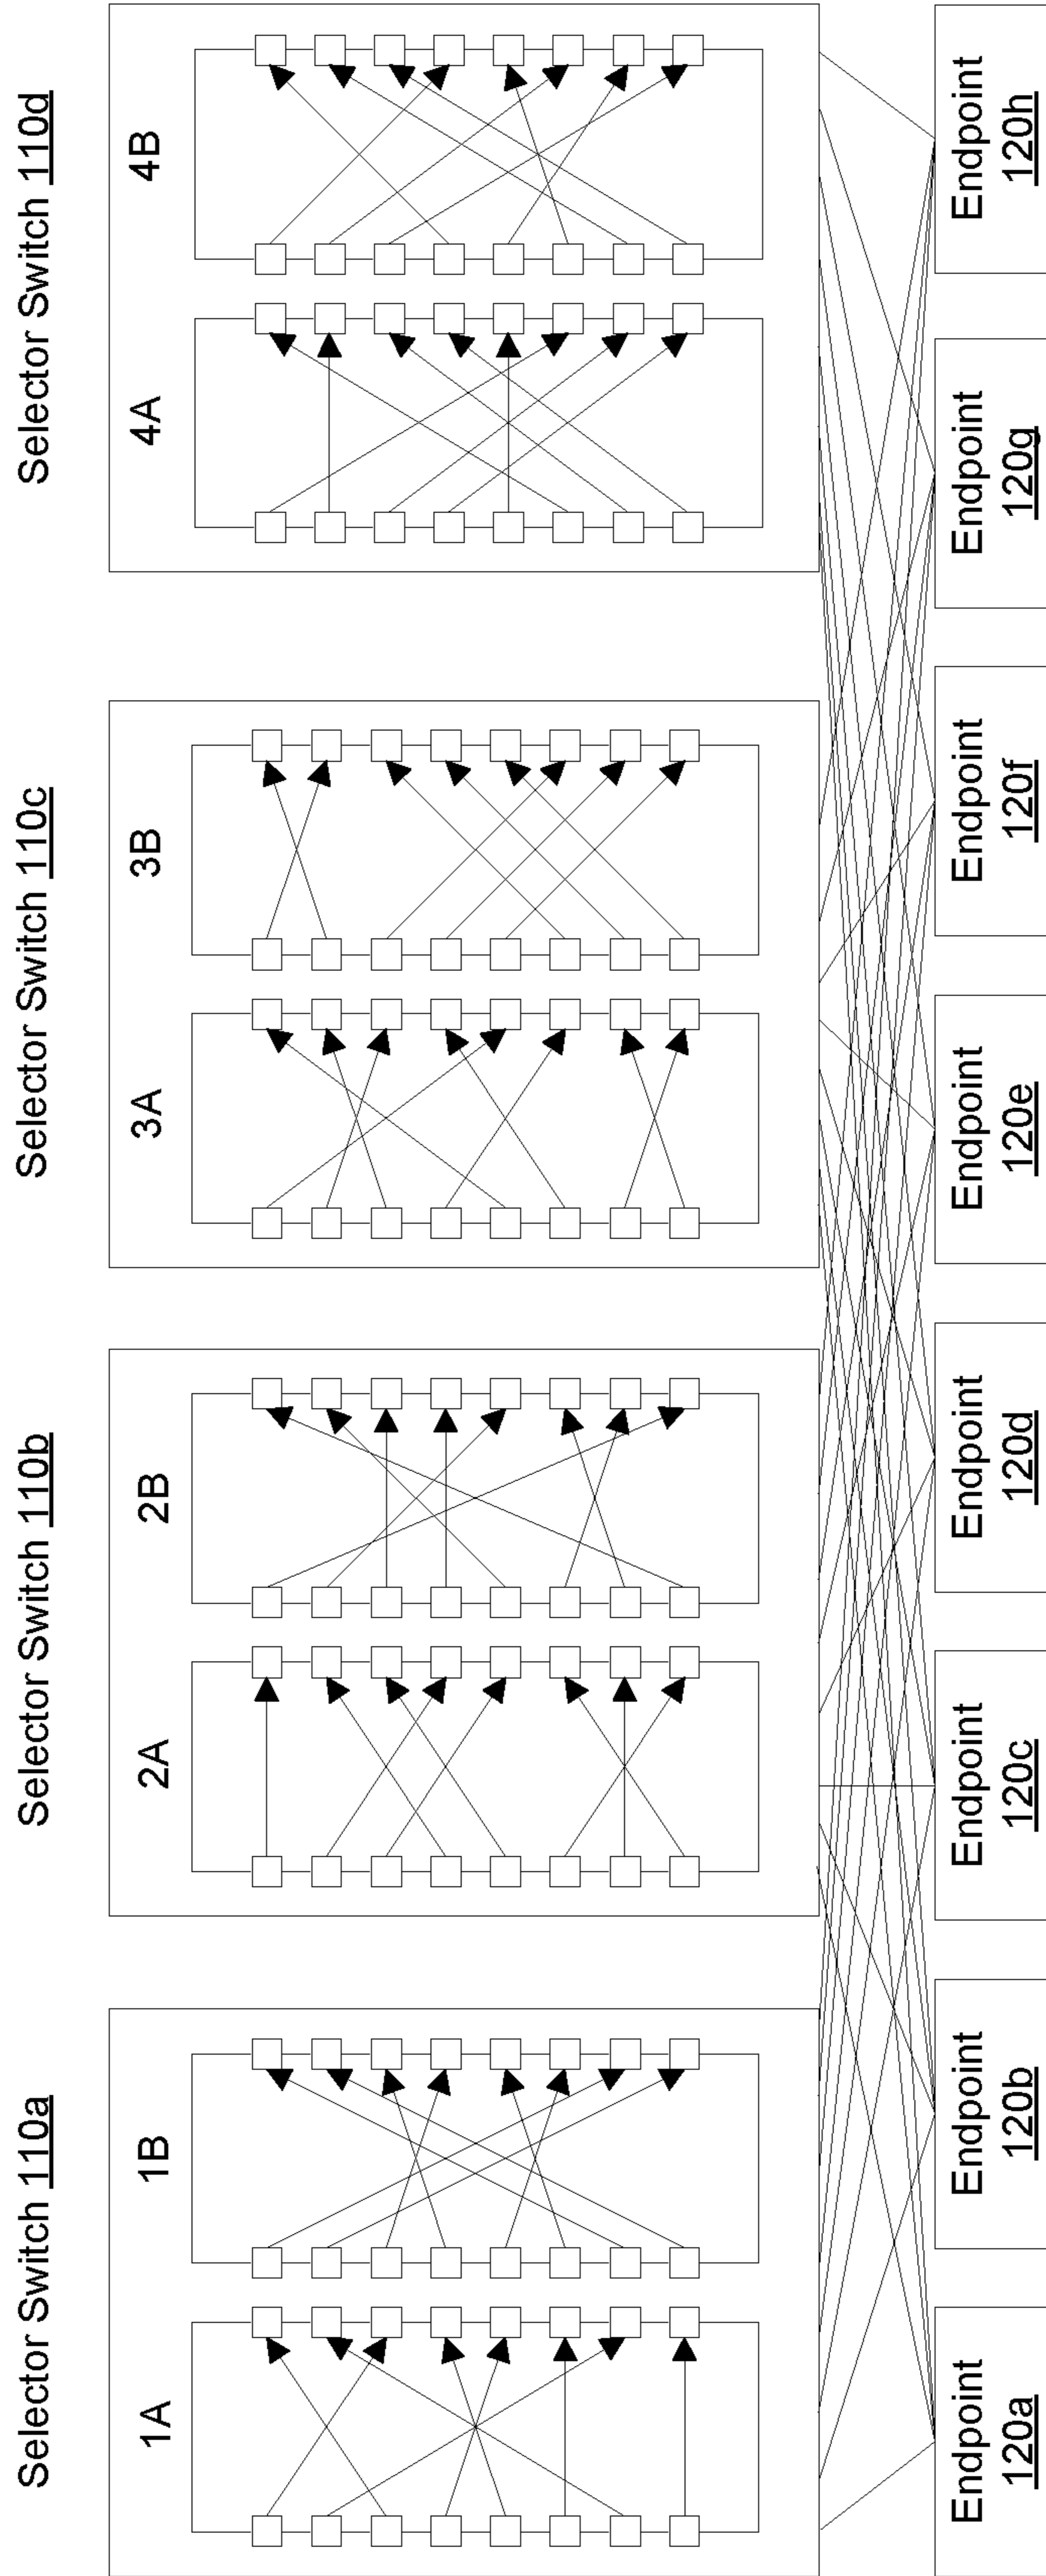 Selector Switch 110a
Selector Switch 110b
Selector Switch 110c
Selector Switch 110d
1A
1B
2A
2B
3A
3B
4A
4B
Endpoint
120a
Endpoint
120b
Endpoint
120c
Endpoint
120d
Endpoint
120e
Endpoint
120f
Endpoint
120g
Endpoint
120h